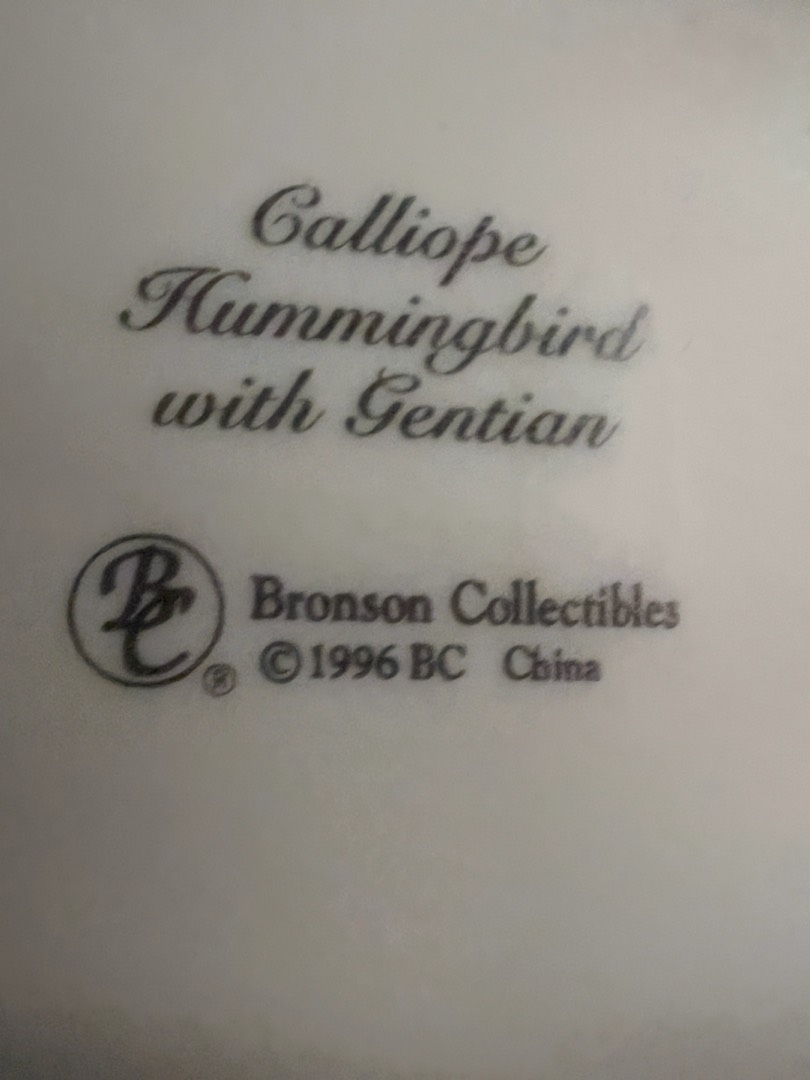 Calliope
Hummingbird
with Gentian
BC ®
Bronson Collectibles
©1996 BC China